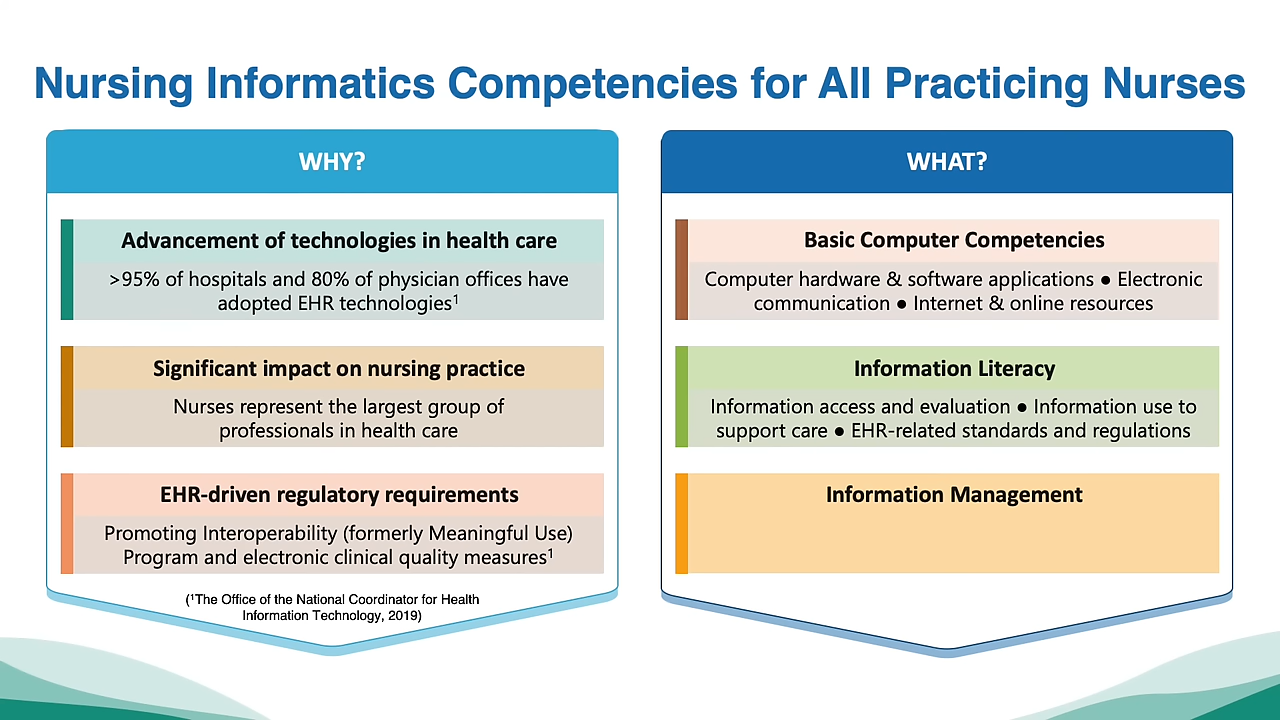 Nursing Informatics Competencies for All Practicing Nurses
WHY?
Advancement of technologies in health care
>95% of hospitals and 80% of physician offices have
adopted EHR technologies¹
Significant impact on nursing practice
Nurses represent the largest group of
professionals in health care
EHR-driven regulatory requirements
Promoting Interoperability (formerly Meaningful Use)
Program and electronic clinical quality measures¹
(¹The Office of the National Coordinator for Health
Information Technology, 2019)
WHAT?
Basic Computer Competencies
Computer hardware & software applications ● Electronic
communication ● Internet & online resources
Information Literacy
Information access and evaluation ● Information use to
support care ● EHR-related standards and regulations
Information Management